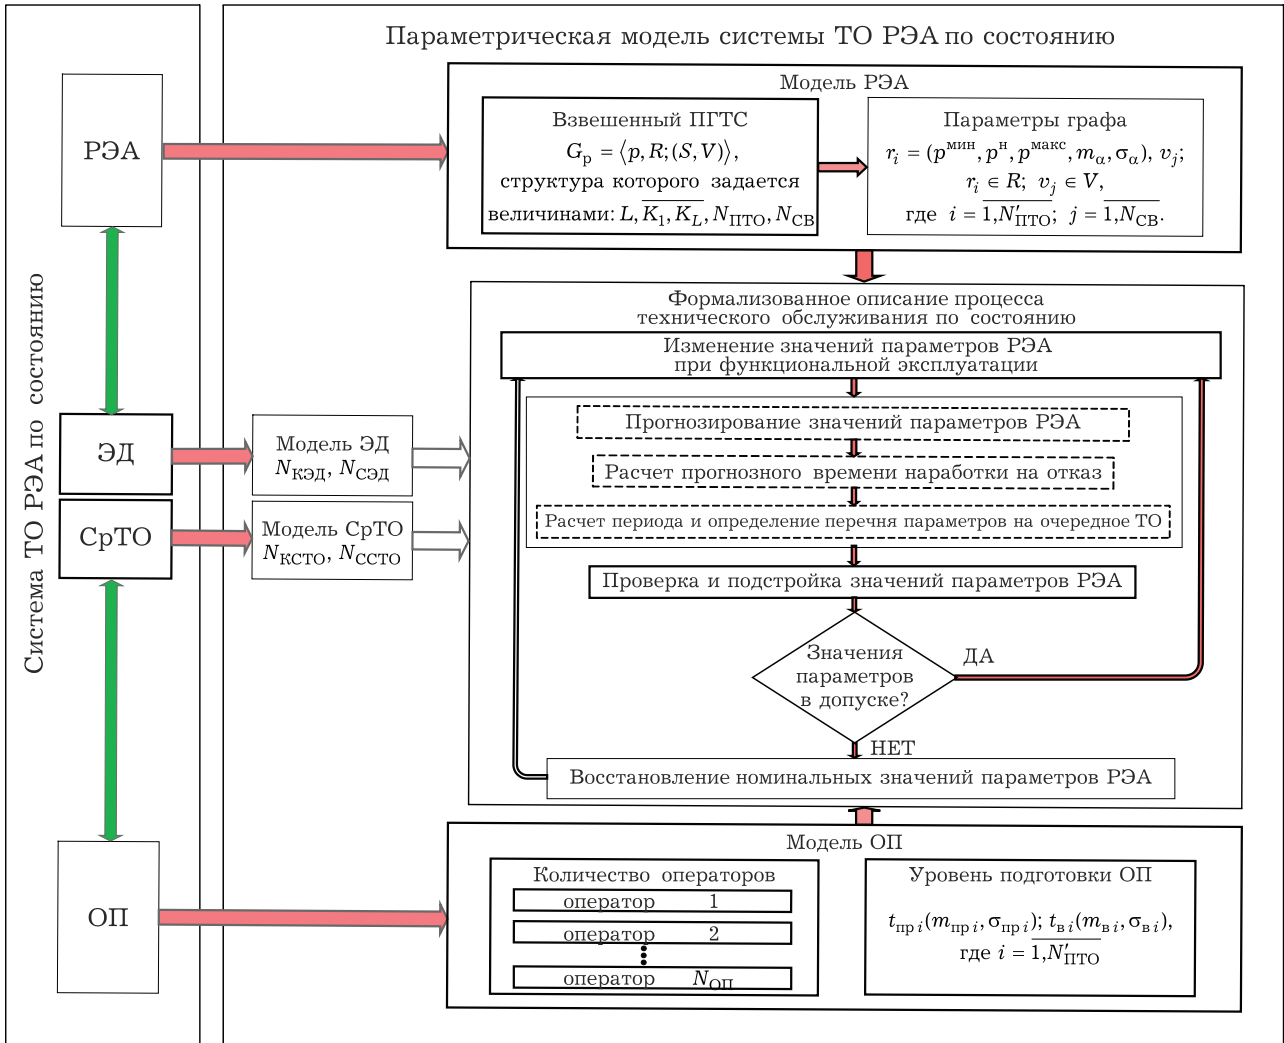 Система ТО РЭА по состоянию
РЭА
ЭД
СрТО
ОП
Параметрическая модель системы ТО РЭА по состоянию
Модель РЭА
Взвешенный ПГТС
G_p = ⟨p, R; (S, V)⟩,
структура которого задается
величинами: L, K̅₁̅,̅ ̅K̅_L̅, N_ПТО, N_СВ
Параметры графа
r_i = (p^мин, p^н, p^макс, m_α, σ_α), v_j;
r_i ∈ R; v_j ∈ V,
где i = 1̅,̅N̅′̅_ПТО; j = 1̅,̅N̅_СВ.
Модель ЭД
N_КЭД, N_СЭД
Модель СрТО
N_КСТО, N_ССТО
Формализованное описание процесса
технического обслуживания по состоянию
Изменение значений параметров РЭА
при функциональной эксплуатации
Прогнозирование значений параметров РЭА
Расчет прогнозного времени наработки на отказ
Расчет периода и определение перечня параметров на очередное ТО
Проверка и подстройка значений параметров РЭА
Значения
параметров
в допуске?
ДА
НЕТ
Восстановление номинальных значений параметров РЭА
Модель ОП
Количество операторов
оператор 1
оператор 2
оператор N_ОП
Уровень подготовки ОП
t_пр i(m_пр i, σ_пр i); t_в i(m_в i, σ_в i),
где i = 1̅,̅N̅′̅_ПТО